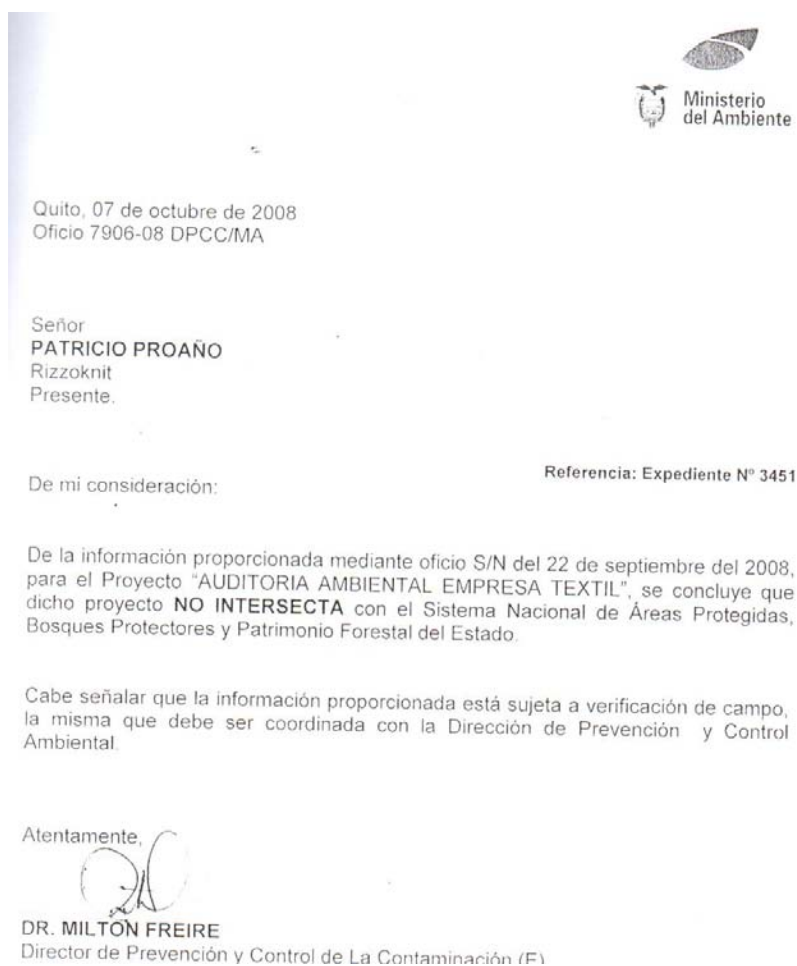 Ministerio
del Ambiente
Quito, 07 de octubre de 2008
Oficio 7906-08 DPCC/MA
Señor
PATRICIO PROAÑO
Rizzoknit
Presente.
Referencia: Expediente Nº 3451
De mi consideración:
De la información proporcionada mediante oficio S/N del 22 de septiembre del 2008,
para el Proyecto “AUDITORIA AMBIENTAL EMPRESA TEXTIL”, se concluye que
dicho proyecto NO INTERSECTA con el Sistema Nacional de Áreas Protegidas,
Bosques Protectores y Patrimonio Forestal del Estado.
Cabe señalar que la información proporcionada está sujeta a verificación de campo,
la misma que debe ser coordinada con la Dirección de Prevención y Control
Ambiental.
Atentamente,
DR. MILTON FREIRE
Director de Prevención y Control de La Contaminación (E)